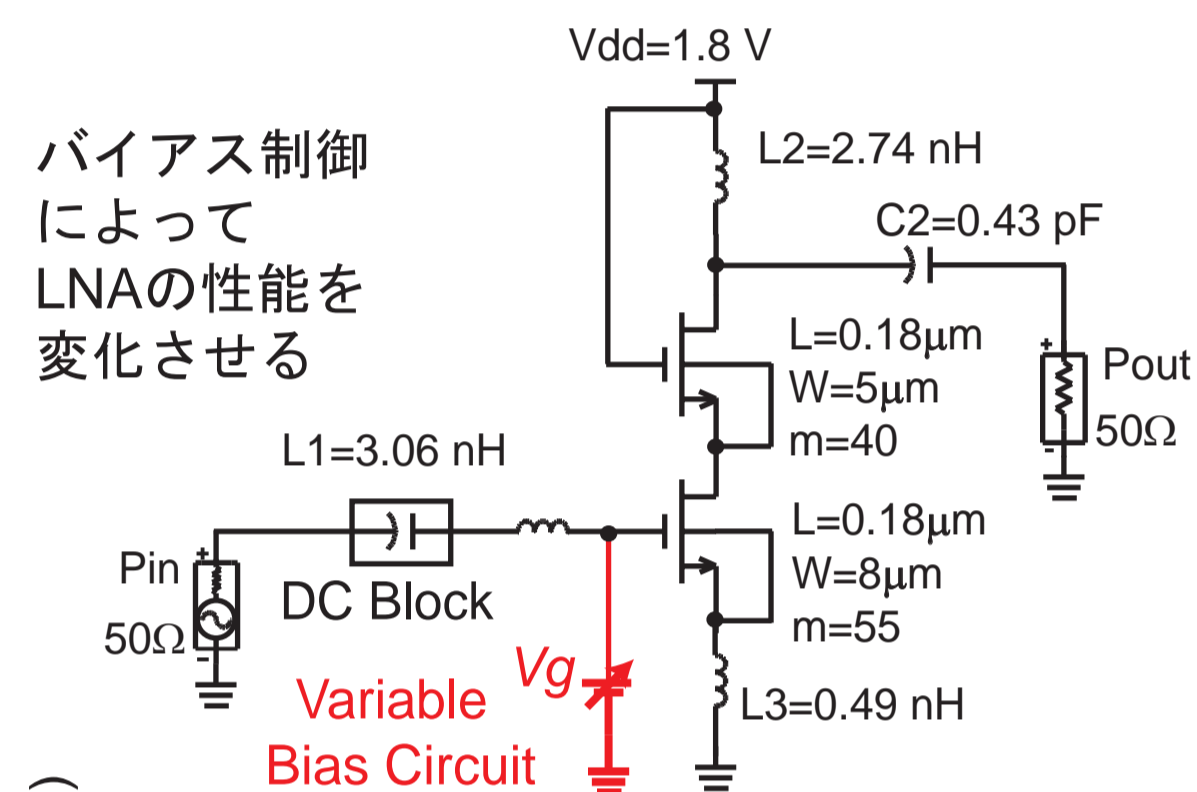 バイアス制御
によって
LNAの性能を
変化させる
Vdd=1.8 V
L2=2.74 nH
C2=0.43 pF
L=0.18μm
W=5μm
m=40
+
Pout
50Ω
-
L1=3.06 nH
DC Block
+
Pin
50Ω
-
L=0.18μm
W=8μm
m=55
Vg
Variable
Bias Circuit
L3=0.49 nH